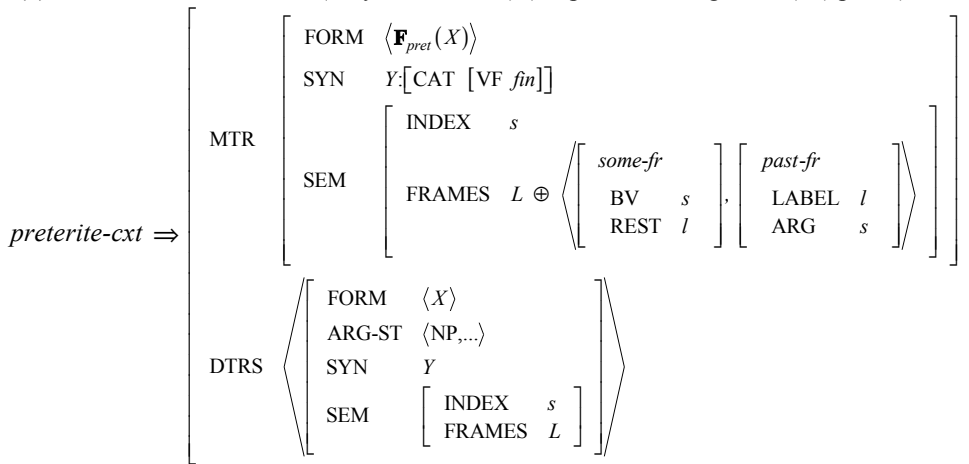 preterite-cxt ⇒
MTR
FORM ⟨𝐅pret(X)⟩
SYN Y:[CAT [VF fin]]
SEM
INDEX s
FRAMES L ⊕
some-fr
BV s
REST l
,
past-fr
LABEL l
ARG s
DTRS
FORM ⟨X⟩
ARG-ST ⟨NP,...⟩
SYN Y
SEM
INDEX s
FRAMES L